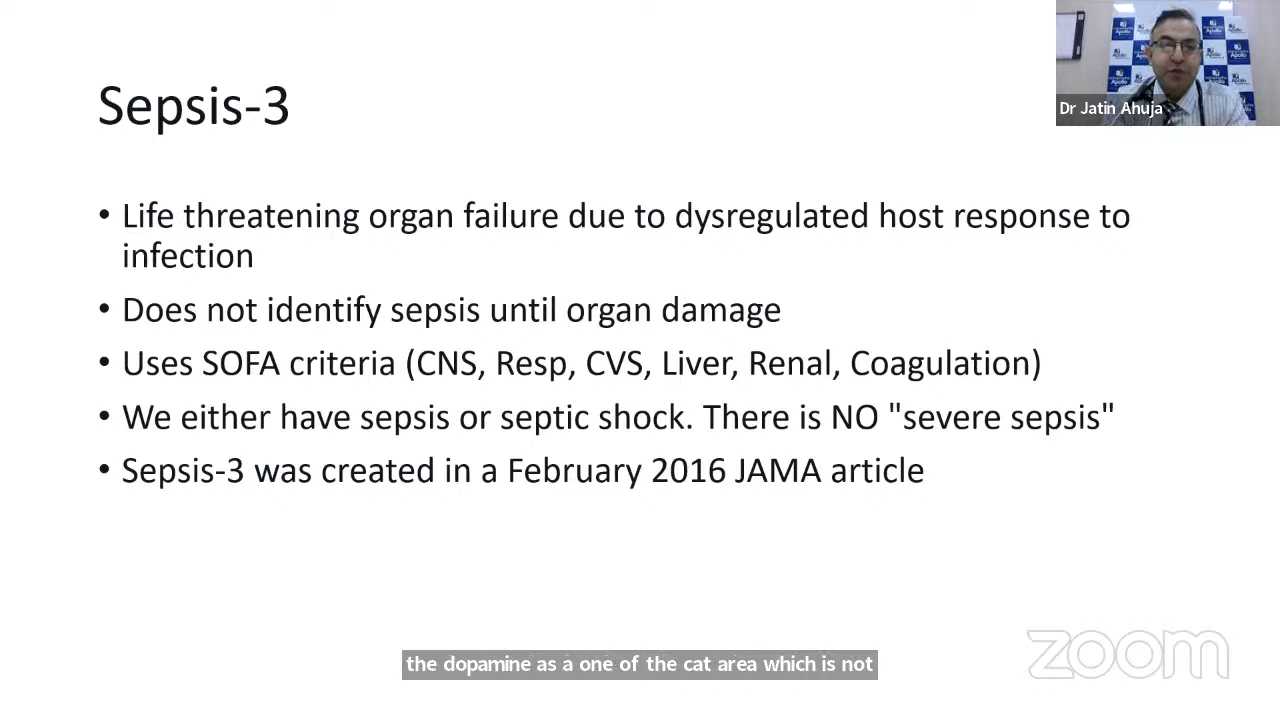 Sepsis-3
• Life threatening organ failure due to dysregulated host response to
infection
• Does not identify sepsis until organ damage
• Uses SOFA criteria (CNS, Resp, CVS, Liver, Renal, Coagulation)
• We either have sepsis or septic shock. There is NO "severe sepsis"
• Sepsis-3 was created in a February 2016 JAMA article
Apollo
Dr Jatin Ahuja
the dopamine as a one of the cat area which is not
zoom